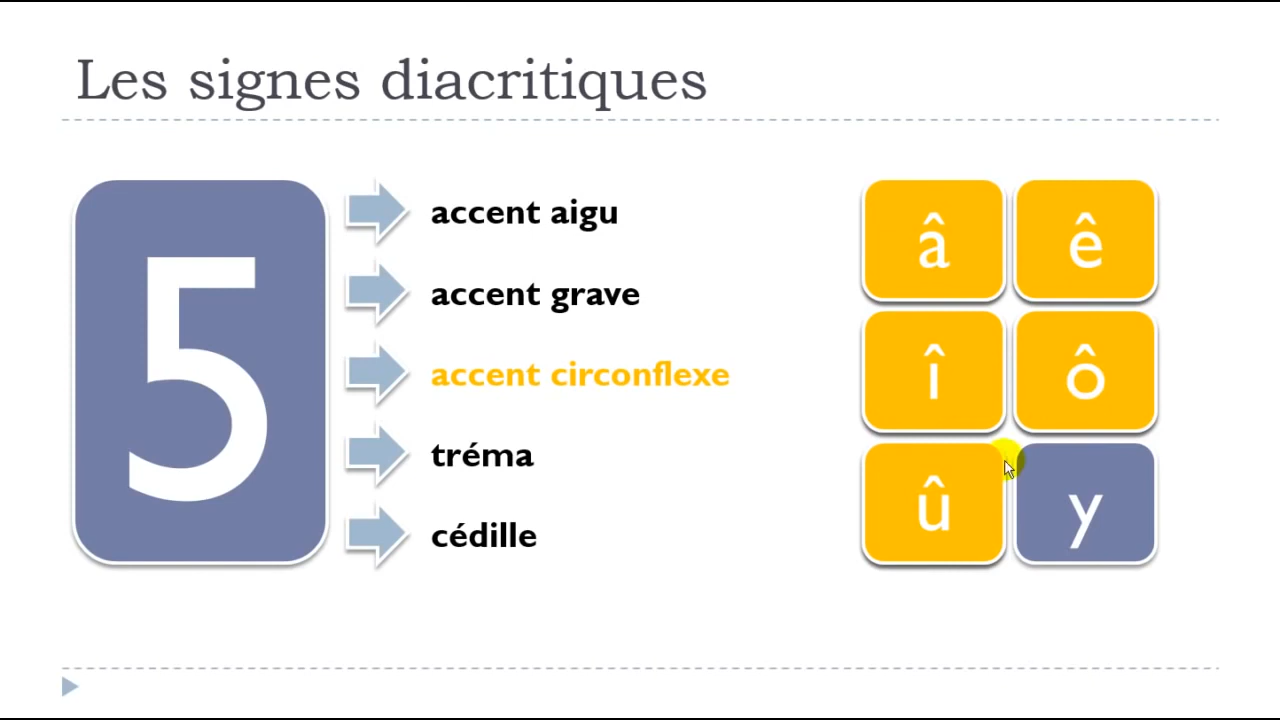 Les signes diacritiques
5
accent aigu
accent grave
accent circonflexe
tréma
cédille
â ê
î ô
û y